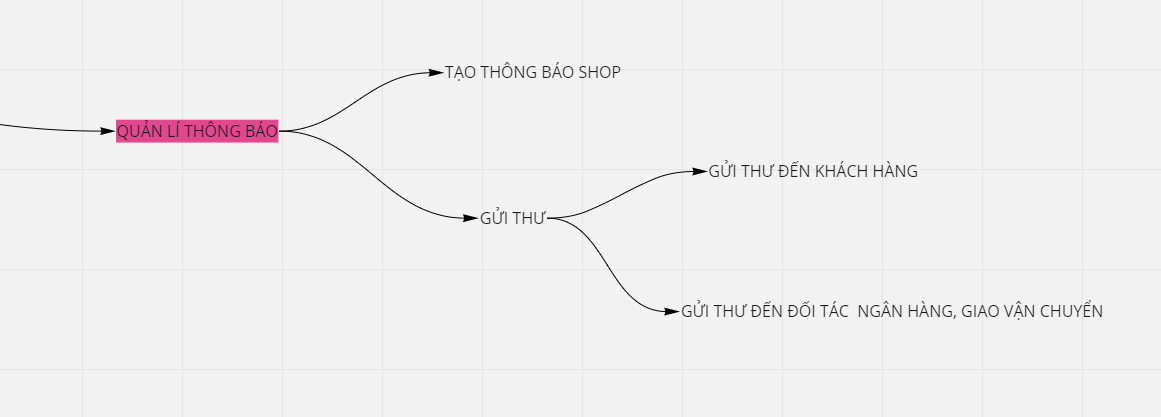 TẠO THÔNG BÁO SHOP
QUẢN LÍ THÔNG BÁO
GỬI THƯ ĐẾN KHÁCH HÀNG
GỬI THƯ
GỬI THƯ ĐẾN ĐỐI TÁC  NGÂN HÀNG, GIAO VẬN CHUYỂN